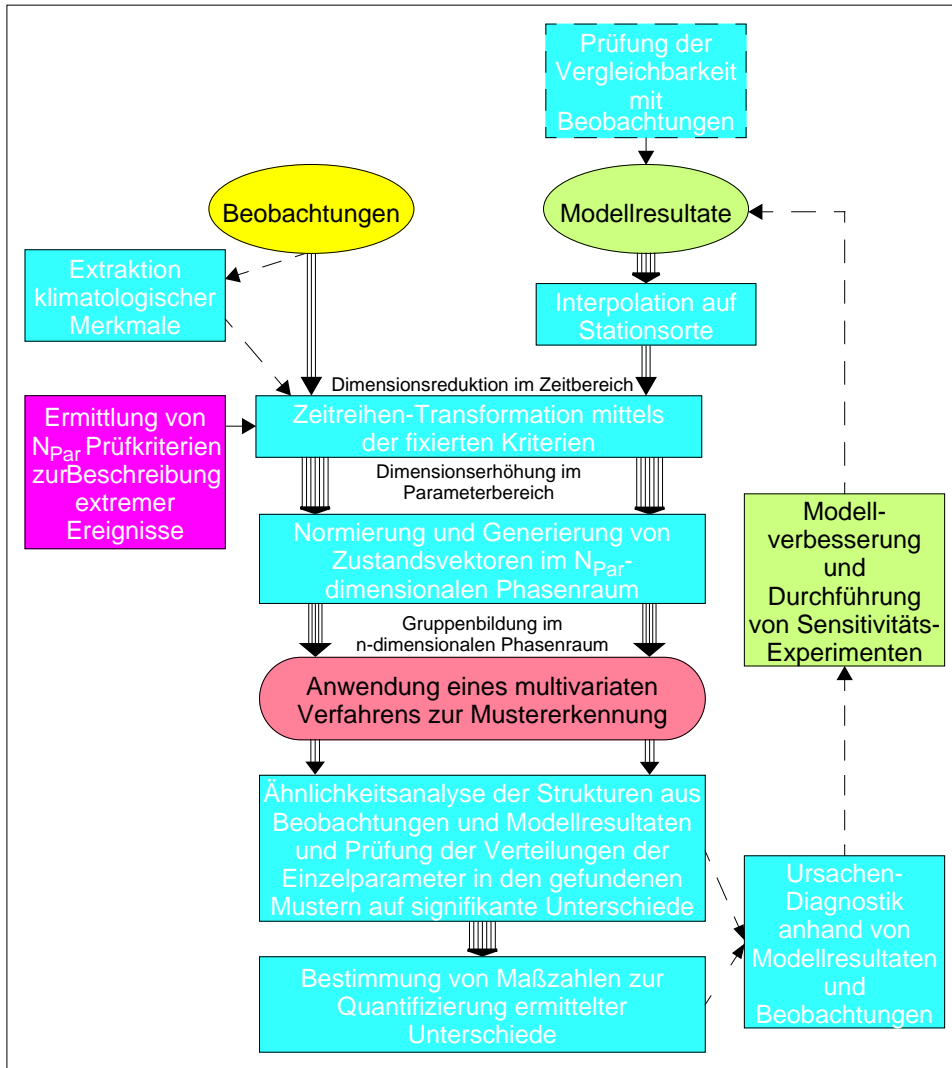 Prüfung der
Vergleichbarkeit
mit
Beobachtungen
Beobachtungen
Modellresultate
Extraktion
klimatologischer
Merkmale
Interpolation auf
Stationsorte
Dimensionsreduktion im Zeitbereich
Ermittlung von
N_Par Prüfkriterien
zurBeschreibung
extremer
Ereignisse
Zeitreihen-Transformation mittels
der fixierten Kriterien
Dimensionserhöhung im
Parameterbereich
Normierung und Generierung von
Zustandsvektoren im N_Par-
dimensionalen Phasenraum
Modell-
verbesserung
und
Durchführung
von Sensitivitäts-
Experimenten
Gruppenbildung im
n-dimensionalen Phasenraum
Anwendung eines multivariaten
Verfahrens zur Mustererkennung
Ähnlichkeitsanalyse der Strukturen aus
Beobachtungen und Modellresultaten
und Prüfung der Verteilungen der
Einzelparameter in den gefundenen
Mustern auf signifikante Unterschiede
Ursachen-
Diagnostik
anhand von
Modellresultaten
und
Beobachtungen
Bestimmung von Maßzahlen zur
Quantifizierung ermittelter
Unterschiede